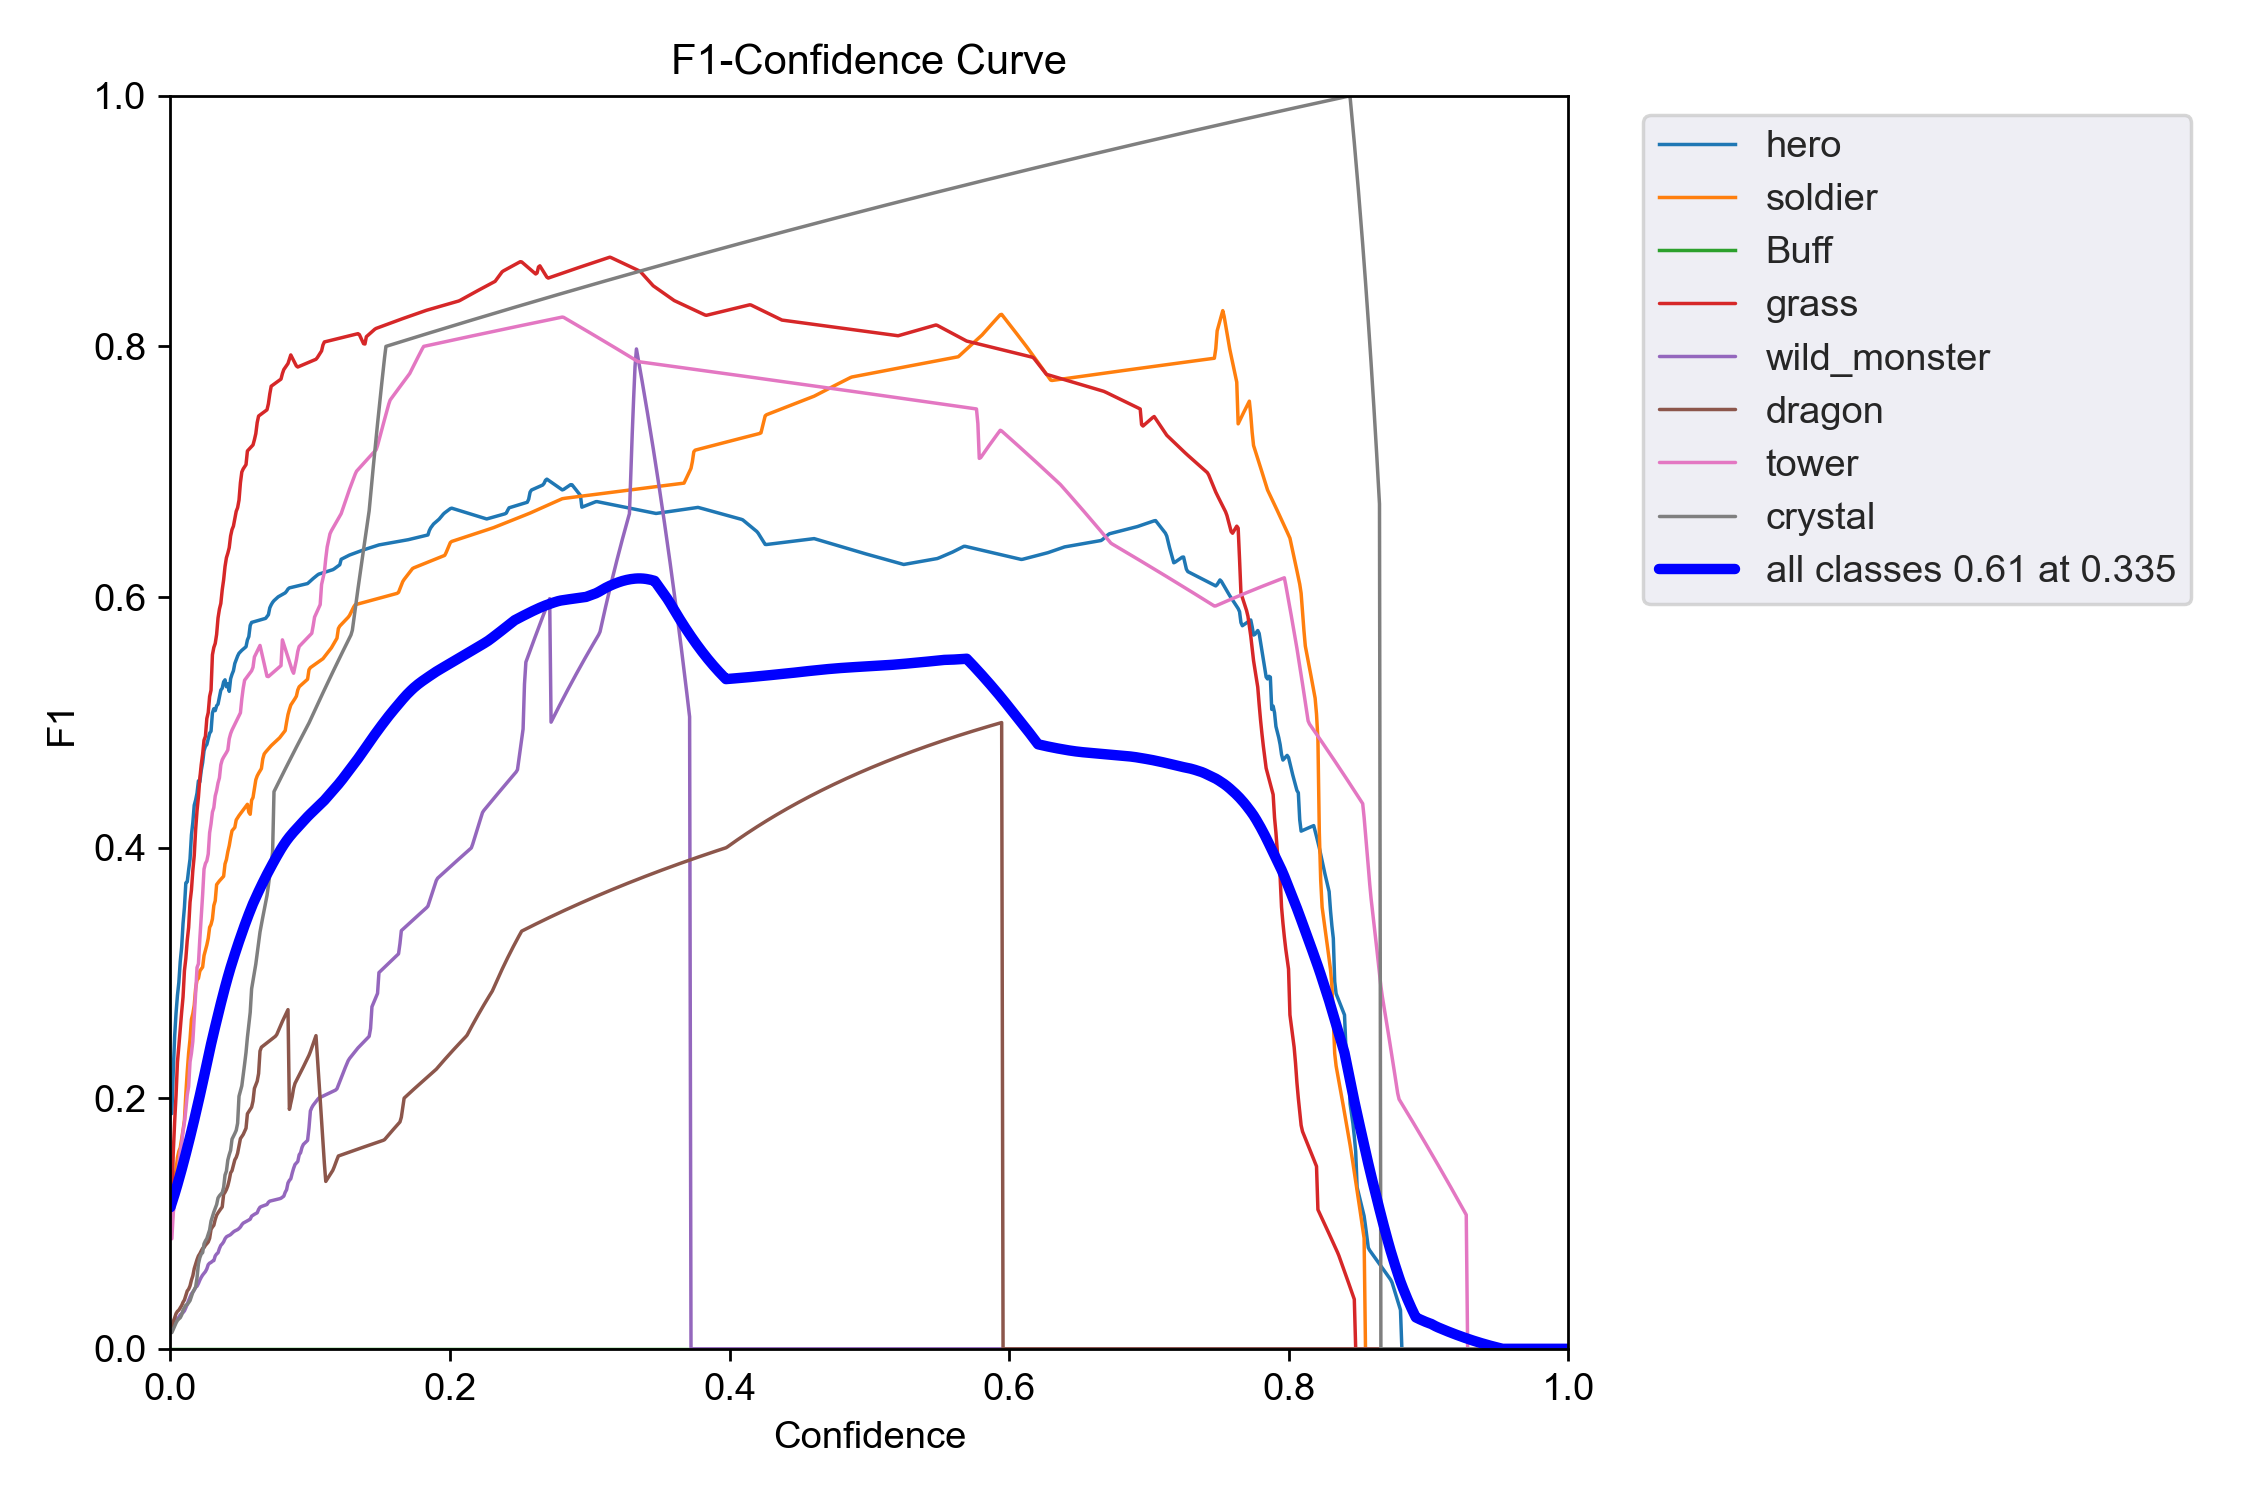 F1-Confidence Curve
1.0
0.8
0.6
0.4
0.2
0.0
F1
0.0 0.2 0.4 0.6 0.8 1.0
Confidence
hero
soldier
Buff
grass
wild_monster
dragon
tower
crystal
all classes 0.61 at 0.335